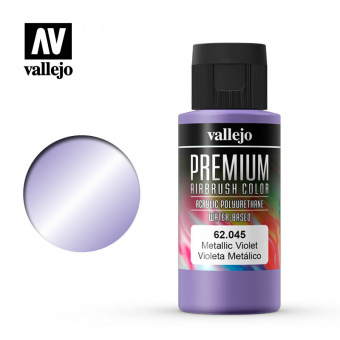 AV
vallejo
vallejo
PREMIUM
AIRBRUSH COLOR
ACRYLIC POLYURETHANE
WATER-BASED
62.045
Metallic Violet
Violeta Metálico